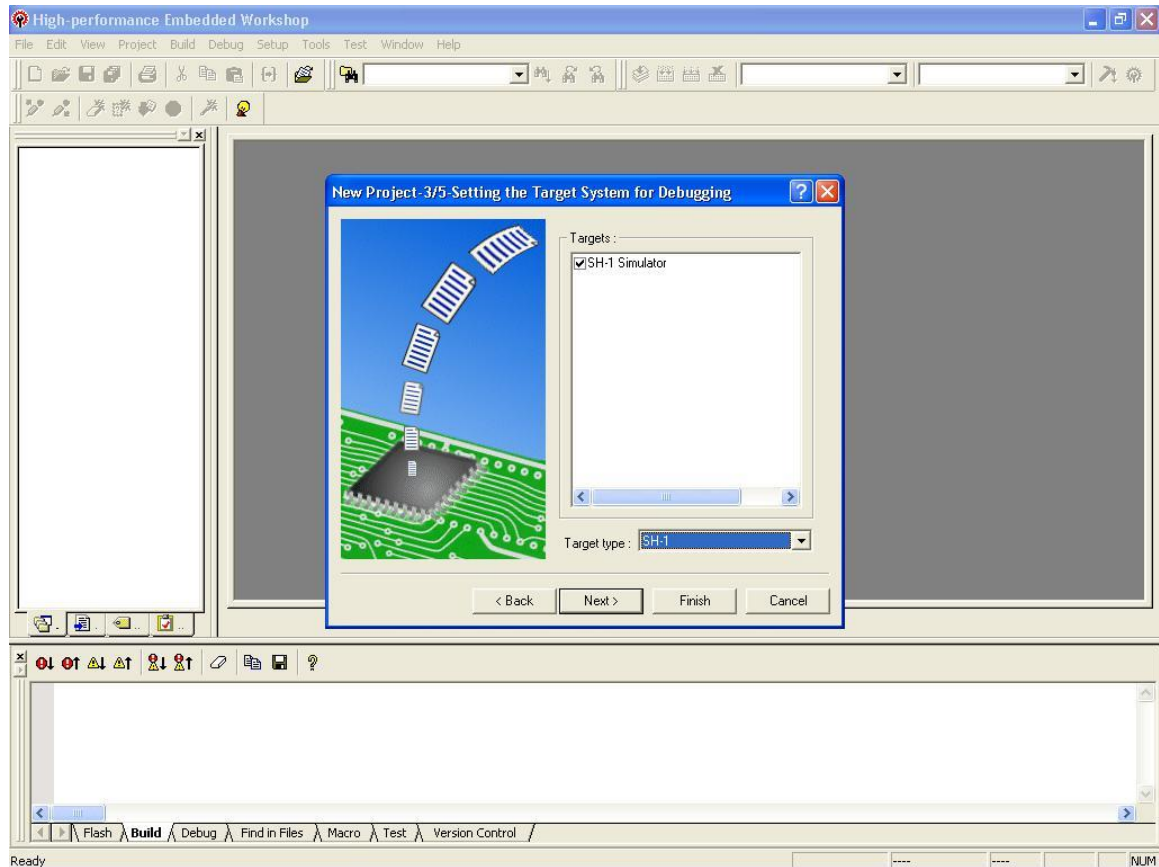 High-performance Embedded Workshop
File Edit View Project Build Debug Setup Tools Test Window Help
New Project-3/5-Setting the Target System for Debugging
Targets :
SH-1 Simulator
Target type : SH-1
< Back Next > Finish Cancel
Flash Build Debug Find in Files Macro Test Version Control
Ready ---- ---- NUM